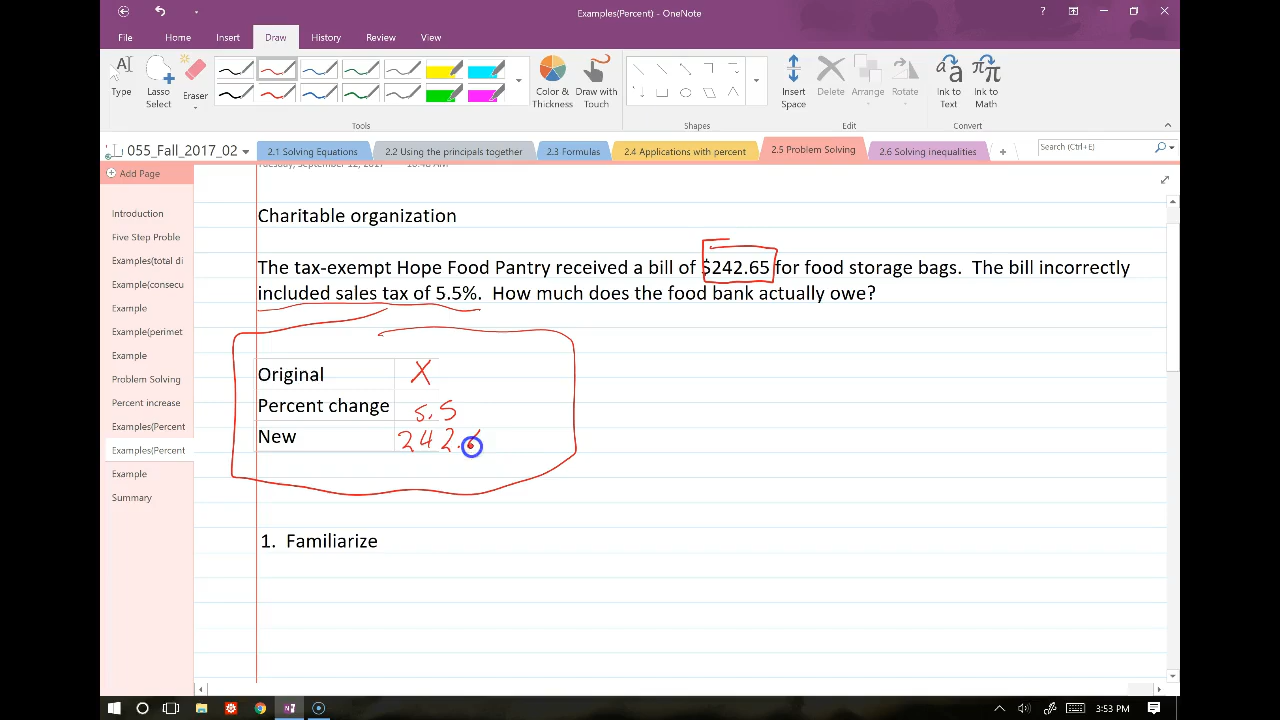 Examples(Percent) - OneNote
File Home Insert Draw History Review View
Type
Lasso Select
Eraser
Color & Thickness
Draw with Touch
Insert Space
Delete
Arrange
Rotate
Ink to Text
Ink to Math
Tools
Shapes
Edit
Convert
055_Fall_2017_02
2.1 Solving Equations
2.2 Using the principals together
2.3 Formulas
2.4 Applications with percent
2.5 Problem Solving
2.6 Solving inequalities
Search (Ctrl+E)
Add Page
Introduction
Five Step Proble
Examples(total di
Examples(consecu
Example
Example(perimet
Example
Problem Solving
Percent increase
Examples(Percent
Examples(Percent
Example
Summary
Tuesday, September 12, 2017
Charitable organization
The tax-exempt Hope Food Pantry received a bill of $242.65 for food storage bags. The bill incorrectly
included sales tax of 5.5%. How much does the food bank actually owe?
Original X
Percent change 5.5
New 242.6
1. Familiarize
3:53 PM